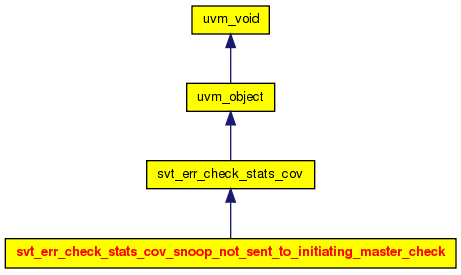 uvm_void
uvm_object
svt_err_check_stats_cov
svt_err_check_stats_cov_snoop_not_sent_to_initiating_master_check